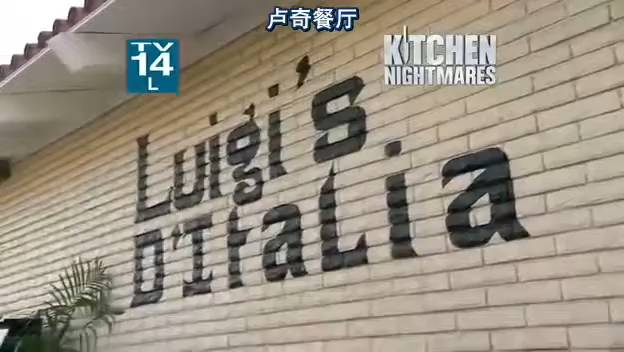 卢奇餐厅
TV
14
L
KITCHEN
NIGHTMARES
Luigi's
D'Italia